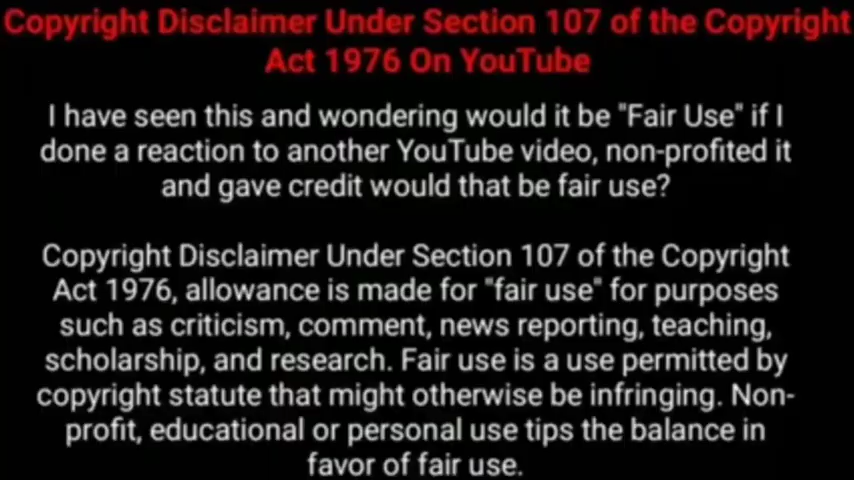 Copyright Disclaimer Under Section 107 of the Copyright
Act 1976 On YouTube
I have seen this and wondering would it be "Fair Use" if I
done a reaction to another YouTube video, non-profited it
and gave credit would that be fair use?
Copyright Disclaimer Under Section 107 of the Copyright
Act 1976, allowance is made for "fair use" for purposes
such as criticism, comment, news reporting, teaching,
scholarship, and research. Fair use is a use permitted by
copyright statute that might otherwise be infringing. Non-
profit, educational or personal use tips the balance in
favor of fair use.